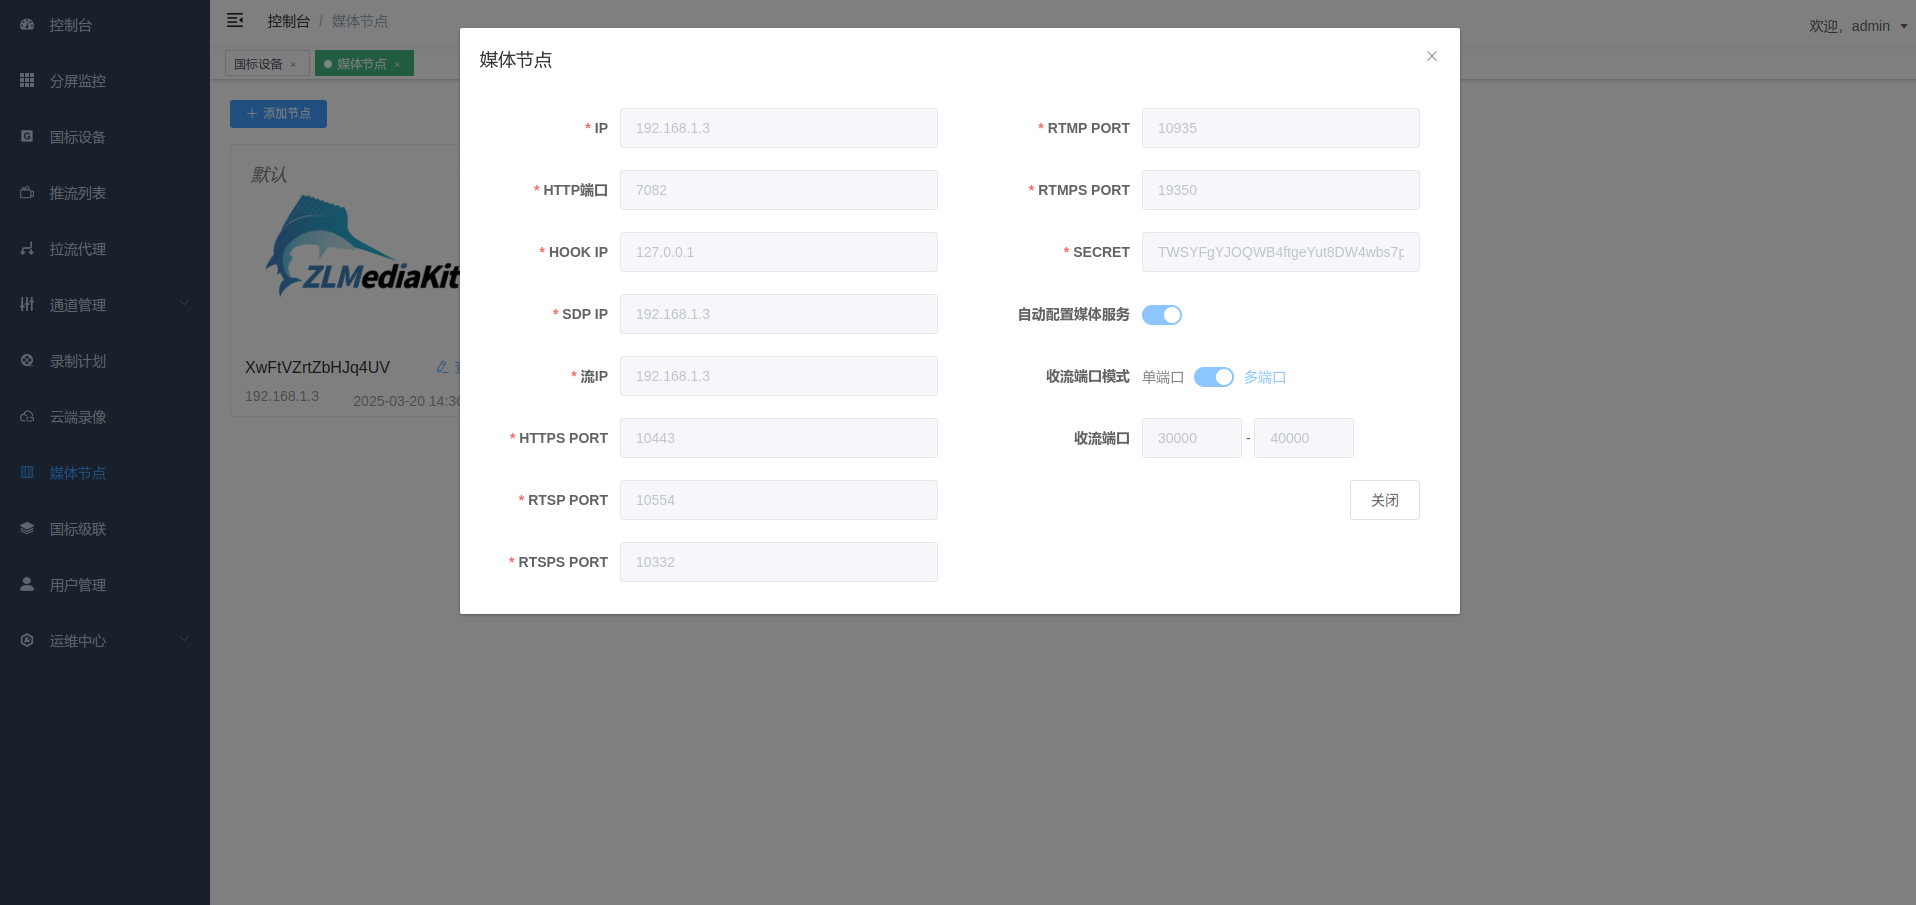 控制台
分屏监控
国标设备
推流列表
拉流代理
通道管理
录制计划
云端录像
媒体节点
国标级联
用户管理
运维中心
控制台 / 媒体节点
欢迎，admin
国标设备 ×
媒体节点 ×
添加节点
默认
ZLMediaKit
XwFtVZrtZbHJq4UV
192.168.1.3
2025-03-20 14:36
媒体节点
* IP 192.168.1.3
* HTTP端口 7082
* HOOK IP 127.0.0.1
* SDP IP 192.168.1.3
* 流IP 192.168.1.3
* HTTPS PORT 10443
* RTSP PORT 10554
* RTSPS PORT 10332
* RTMP PORT 10935
* RTMPS PORT 19350
* SECRET TWSYFgYJOQWB4ftgeYut8DW4wbs7p
自动配置媒体服务
收流端口模式 单端口 多端口
收流端口 30000 - 40000
关闭